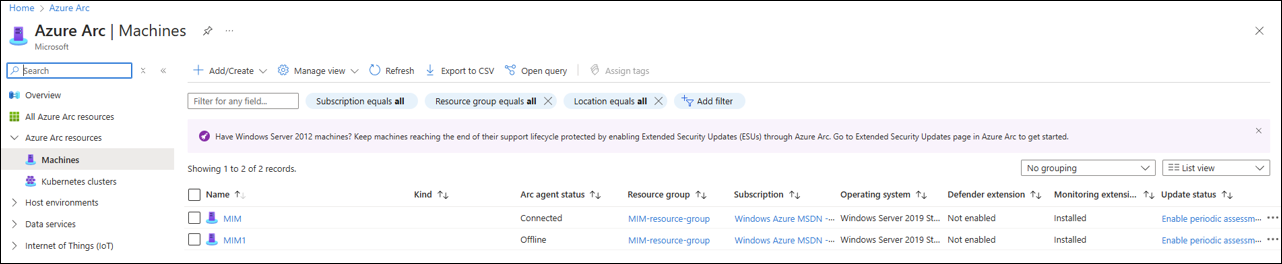 Home > Azure Arc >
Azure Arc | Machines
Microsoft
Search
Overview
All Azure Arc resources
Azure Arc resources
Machines
Kubernetes clusters
Host environments
Data services
Internet of Things (IoT)
Add/Create Manage view Refresh Export to CSV Open query Assign tags
Filter for any field... Subscription equals all Resource group equals all Location equals all Add filter
Have Windows Server 2012 machines? Keep machines reaching the end of their support lifecycle protected by enabling Extended Security Updates (ESUs) through Azure Arc. Go to Extended Security Updates page in Azure Arc to get started.
Showing 1 to 2 of 2 records. No grouping List view
Name Kind Arc agent status Resource group Subscription Operating system Defender extension Monitoring extensi... Update status
MIM Connected MIM-resource-group Windows Azure MSDN -... Windows Server 2019 St... Not enabled Installed Enable periodic assessm...
MIM1 Offline MIM-resource-group Windows Azure MSDN -... Windows Server 2019 St... Not enabled Installed Enable periodic assessm...